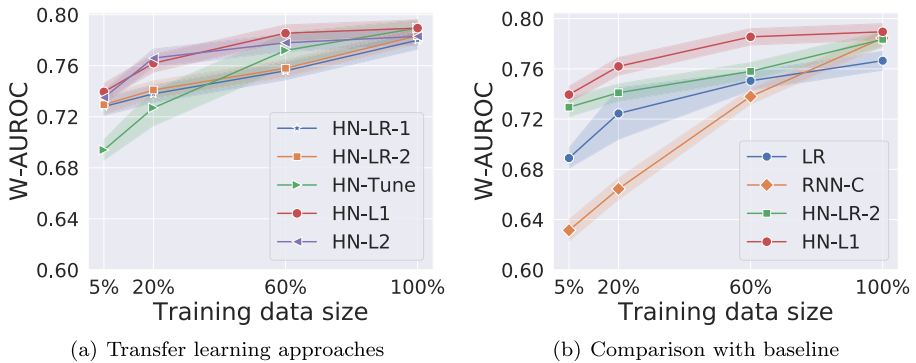 0.80
0.76
0.72
0.68
0.64
0.60
W-AUROC
HN-LR-1
HN-LR-2
HN-Tune
HN-L1
HN-L2
5% 20% 60% 100%
Training data size
(a) Transfer learning approaches
0.80
0.76
0.72
0.68
0.64
0.60
W-AUROC
LR
RNN-C
HN-LR-2
HN-L1
5% 20% 60% 100%
Training data size
(b) Comparison with baseline